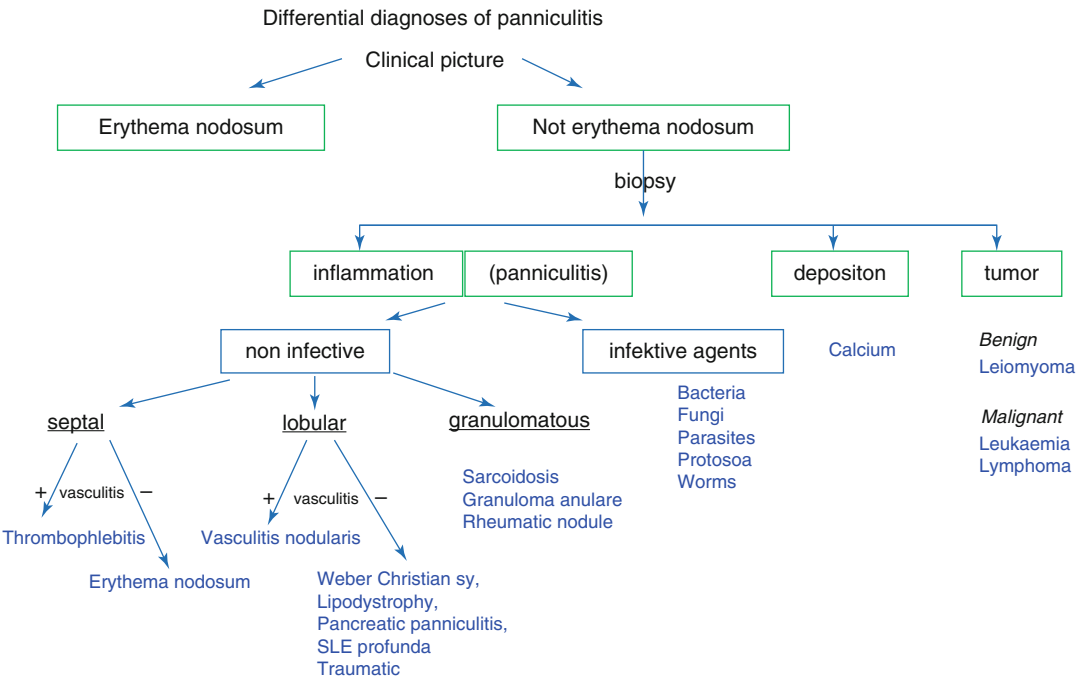 Differential diagnoses of panniculitis
Clinical picture
Erythema nodosum
Not erythema nodosum
biopsy
inflammation
(panniculitis)
depositon
tumor
non infective
infektive agents
Calcium
Benign
Leiomyoma
Malignant
Leukaemia
Lymphoma
Bacteria
Fungi
Parasites
Protosoa
Worms
septal
lobular
granulomatous
Sarcoidosis
Granuloma anulare
Rheumatic nodule
+ vasculitis –
+ vasculitis –
Thrombophlebitis
Erythema nodosum
Vasculitis nodularis
Weber Christian sy,
Lipodystrophy,
Pancreatic panniculitis,
SLE profunda
Traumatic